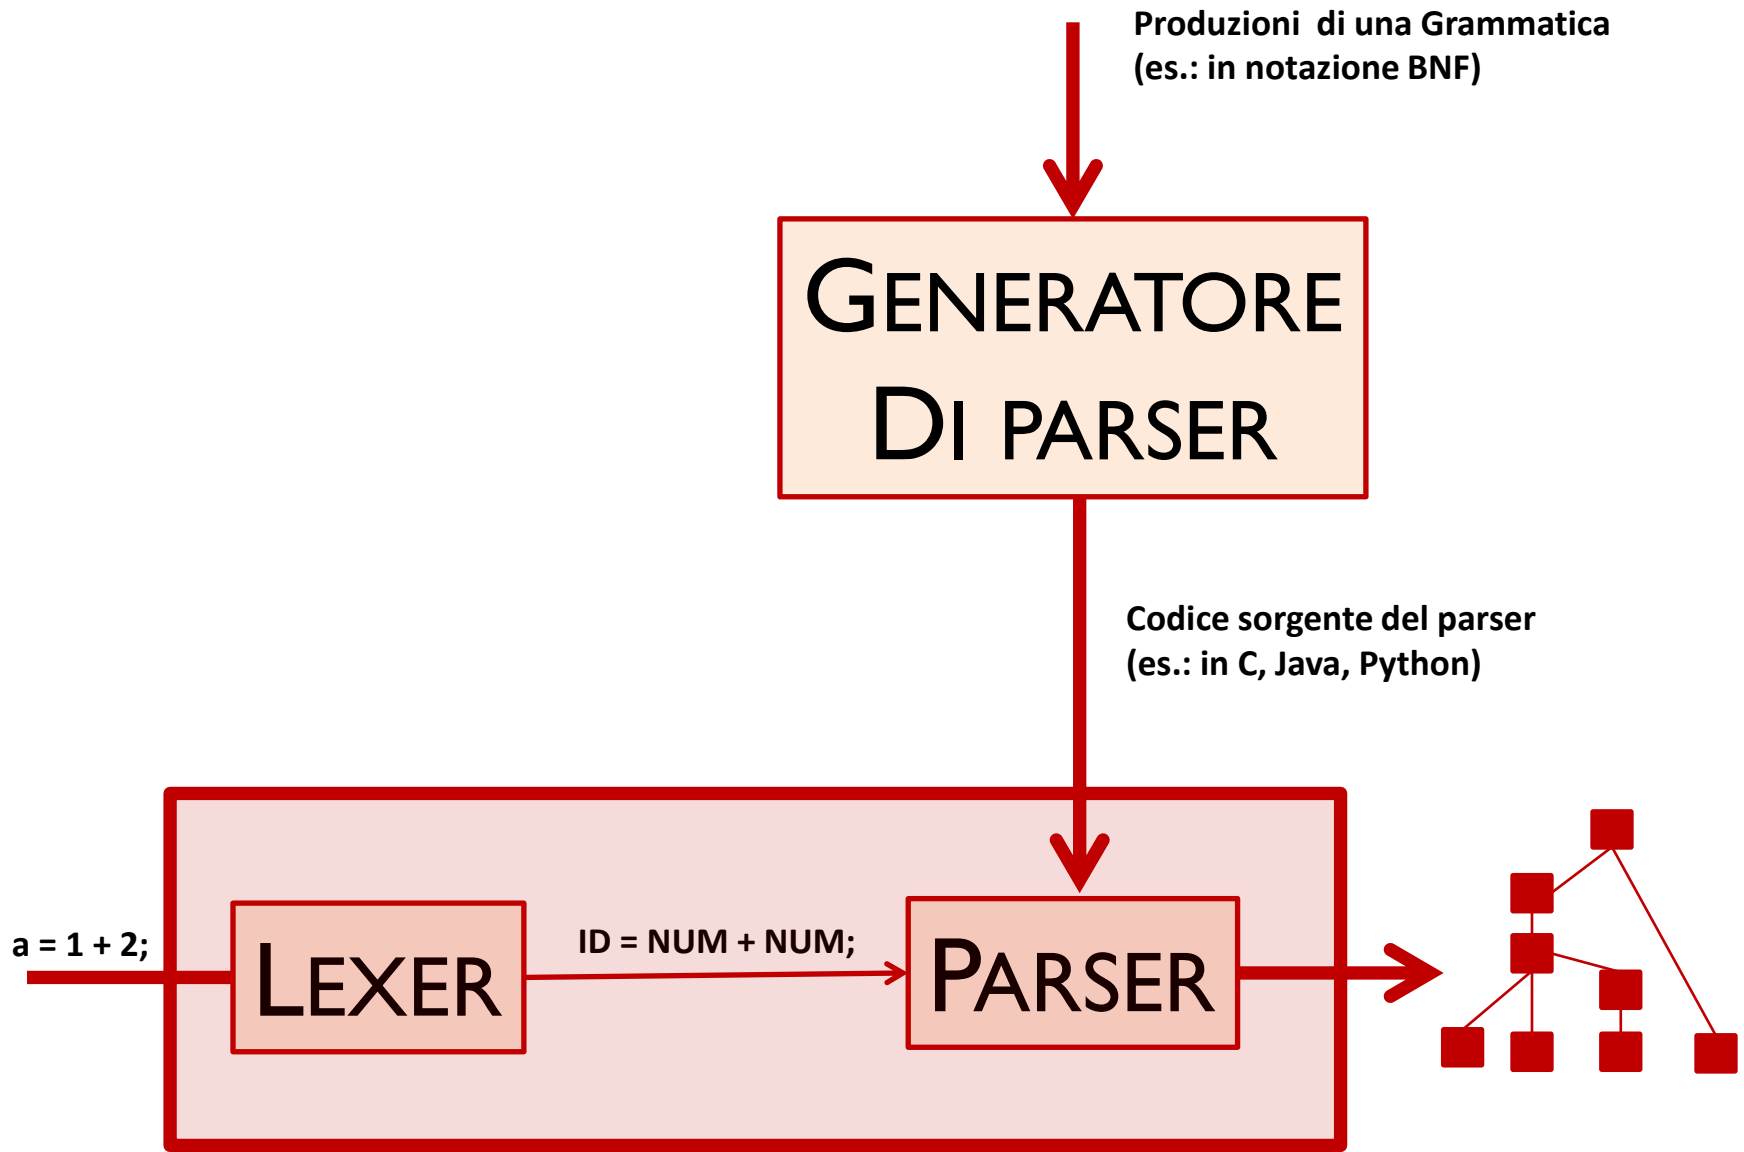 Produzioni di una Grammatica
(es.: in notazione BNF)
GENERATORE
DI PARSER
Codice sorgente del parser
(es.: in C, Java, Python)
a = 1 + 2;
LEXER
ID = NUM + NUM;
PARSER